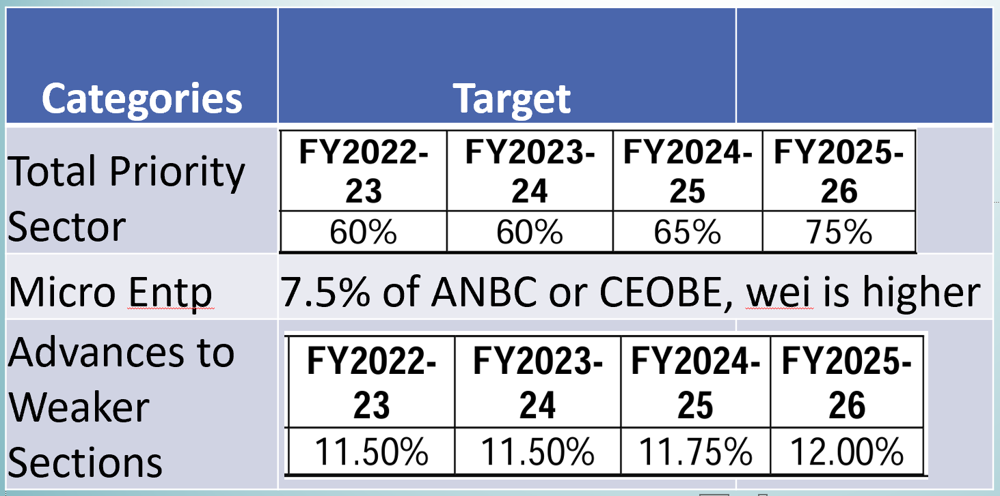 Categories Target
Total Priority
Sector
FY2022- FY2023- FY2024- FY2025-
23 24 25 26
60% 60% 65% 75%
Micro Entp 7.5% of ANBC or CEOBE, wei is higher
Advances to
Weaker
Sections
FY2022- FY2023- FY2024- FY2025-
23 24 25 26
11.50% 11.50% 11.75% 12.00%